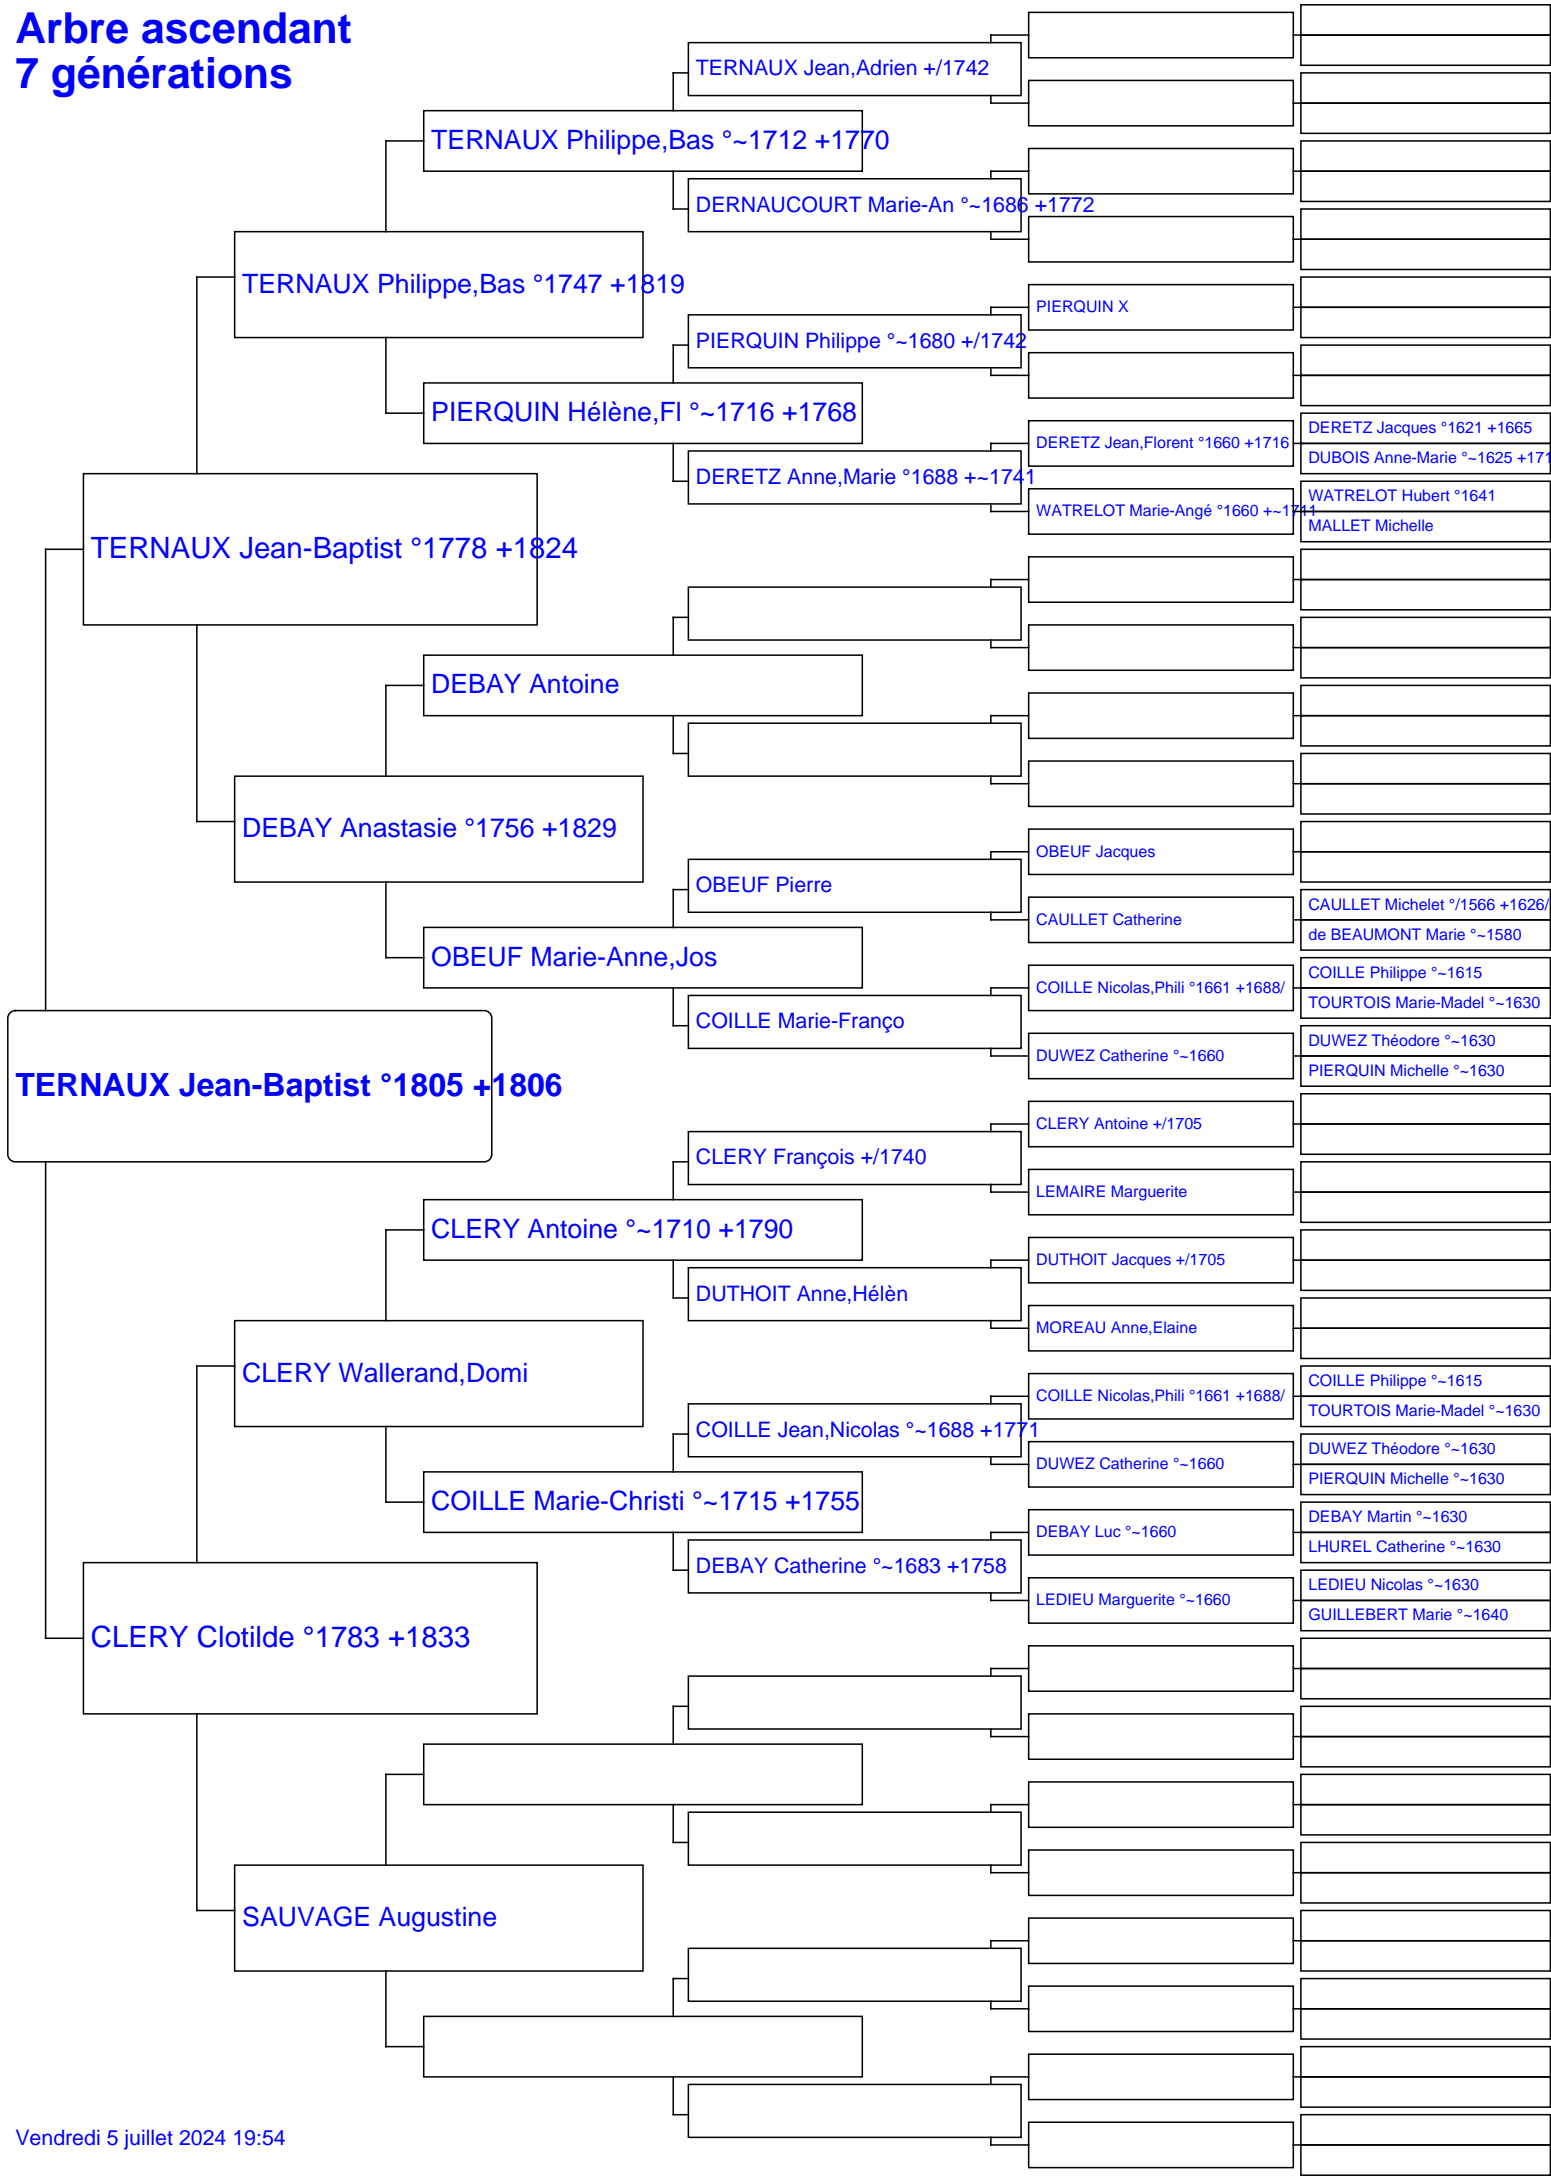 Arbre ascendant
7 générations
TERNAUX Jean,Adrien +/1742
TERNAUX Philippe,Bas °~1712 +1770
DERNAUCOURT Marie-An °~1686 +1772
TERNAUX Philippe,Bas °1747 +1819
PIERQUIN X
PIERQUIN Philippe °~1680 +/1742
PIERQUIN Hélène,Fl °~1716 +1768
DERETZ Jacques °1621 +1665
DERETZ Jean,Florent °1660 +1716
DUBOIS Anne-Marie °~1625 +171
DERETZ Anne,Marie °1688 +~1741
WATRELOT Hubert °1641
WATRELOT Marie-Angé °1660 +~1711
MALLET Michelle
TERNAUX Jean-Baptist °1778 +1824
DEBAY Antoine
DEBAY Anastasie °1756 +1829
OBEUF Jacques
OBEUF Pierre
CAULLET Michelet °/1566 +1626/
CAULLET Catherine
de BEAUMONT Marie °~1580
OBEUF Marie-Anne,Jos
COILLE Philippe °~1615
COILLE Nicolas,Phili °1661 +1688/
TOURTOIS Marie-Madel °~1630
COILLE Marie-Franço
DUWEZ Théodore °~1630
DUWEZ Catherine °~1660
PIERQUIN Michelle °~1630
TERNAUX Jean-Baptist °1805 +1806
CLERY Antoine +/1705
CLERY François +/1740
LEMAIRE Marguerite
CLERY Antoine °~1710 +1790
DUTHOIT Jacques +/1705
DUTHOIT Anne,Hélèn
MOREAU Anne,Elaine
CLERY Wallerand,Domi
COILLE Philippe °~1615
COILLE Nicolas,Phili °1661 +1688/
TOURTOIS Marie-Madel °~1630
COILLE Jean,Nicolas °~1688 +1771
DUWEZ Théodore °~1630
DUWEZ Catherine °~1660
PIERQUIN Michelle °~1630
COILLE Marie-Christi °~1715 +1755
DEBAY Martin °~1630
DEBAY Luc °~1660
LHUREL Catherine °~1630
DEBAY Catherine °~1683 +1758
LEDIEU Nicolas °~1630
LEDIEU Marguerite °~1660
GUILLEBERT Marie °~1640
CLERY Clotilde °1783 +1833
SAUVAGE Augustine
Vendredi 5 juillet 2024 19:54